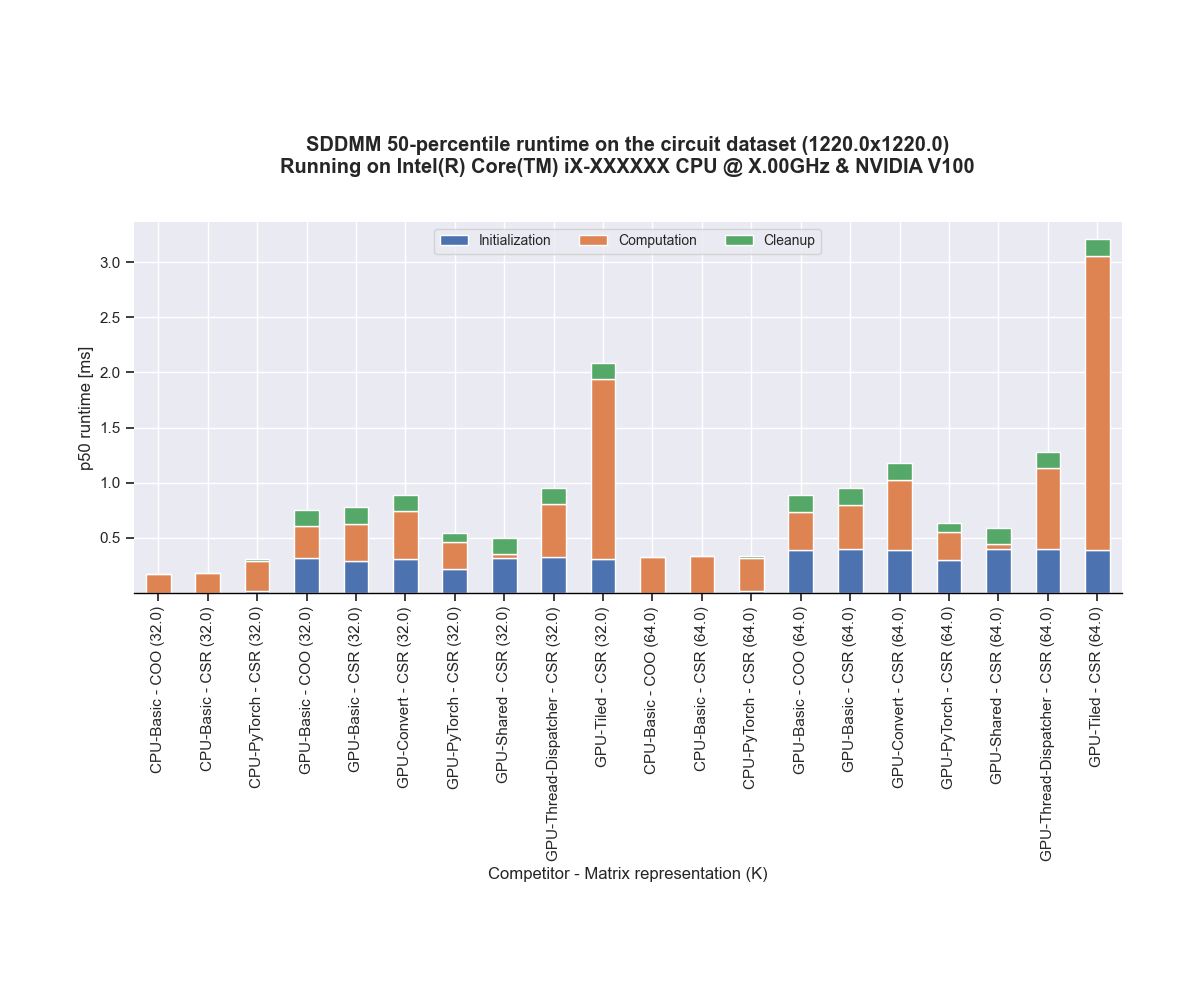 SDDMM 50-percentile runtime on the circuit dataset (1220.0x1220.0)
Running on Intel(R) Core(TM) iX-XXXXXX CPU @ X.00GHz & NVIDIA V100
Initialization
Computation
Cleanup
p50 runtime [ms]
3.0
2.5
2.0
1.5
1.0
0.5
CPU-Basic - COO (32.0)
CPU-Basic - CSR (32.0)
CPU-PyTorch - CSR (32.0)
GPU-Basic - COO (32.0)
GPU-Basic - CSR (32.0)
GPU-Convert - CSR (32.0)
GPU-PyTorch - CSR (32.0)
GPU-Shared - CSR (32.0)
GPU-Thread-Dispatcher - CSR (32.0)
GPU-Tiled - CSR (32.0)
CPU-Basic - COO (64.0)
CPU-Basic - CSR (64.0)
CPU-PyTorch - CSR (64.0)
GPU-Basic - COO (64.0)
GPU-Basic - CSR (64.0)
GPU-Convert - CSR (64.0)
GPU-PyTorch - CSR (64.0)
GPU-Shared - CSR (64.0)
GPU-Thread-Dispatcher - CSR (64.0)
GPU-Tiled - CSR (64.0)
Competitor - Matrix representation (K)